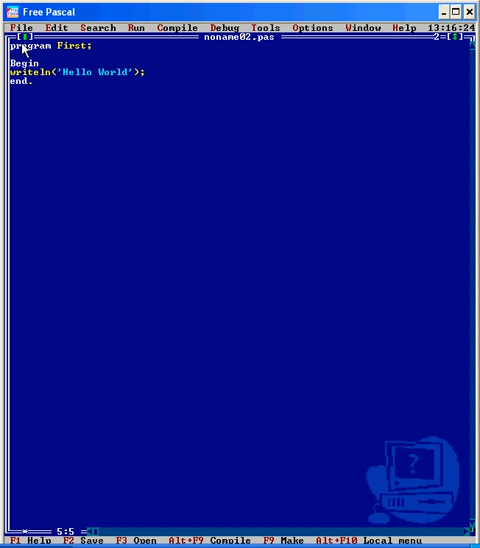 Free Pascal
File Edit Search Run Compile Debug Tools Options Window Help 13:16:24
noname02.pas 2
program First;
Begin
writeln('Hello World');
end.
?
5:5
F1 Help F2 Save F3 Open Alt+F9 Compile F9 Make Alt+F10 Local menu